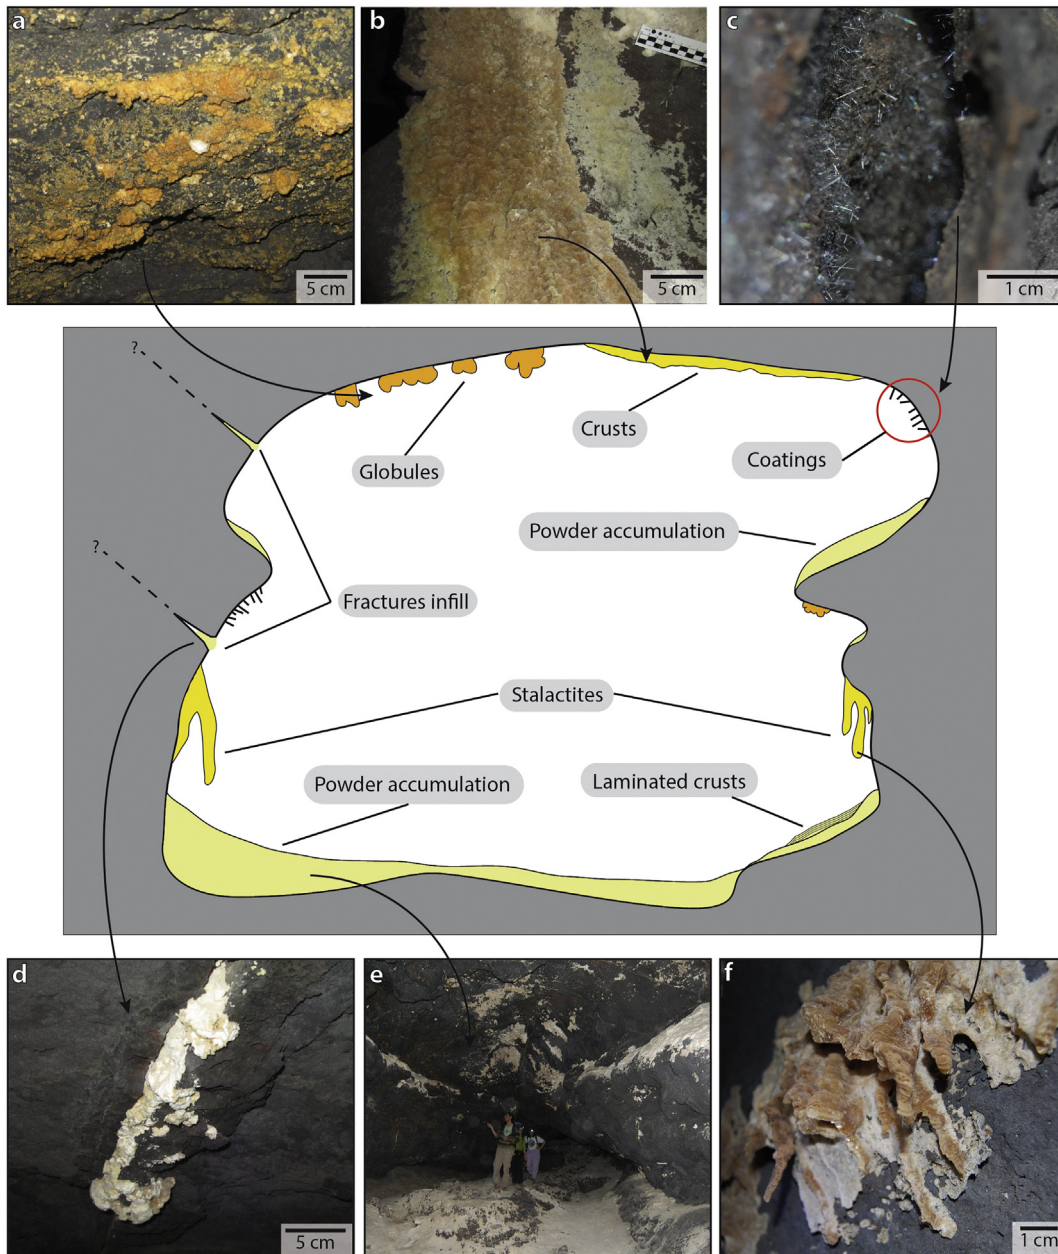 a
b
c
5 cm
5 cm
1 cm
?
Globules
Crusts
Coatings
Powder accumulation
?
Fractures infill
Stalactites
Powder accumulation
Laminated crusts
d
e
f
5 cm
1 cm